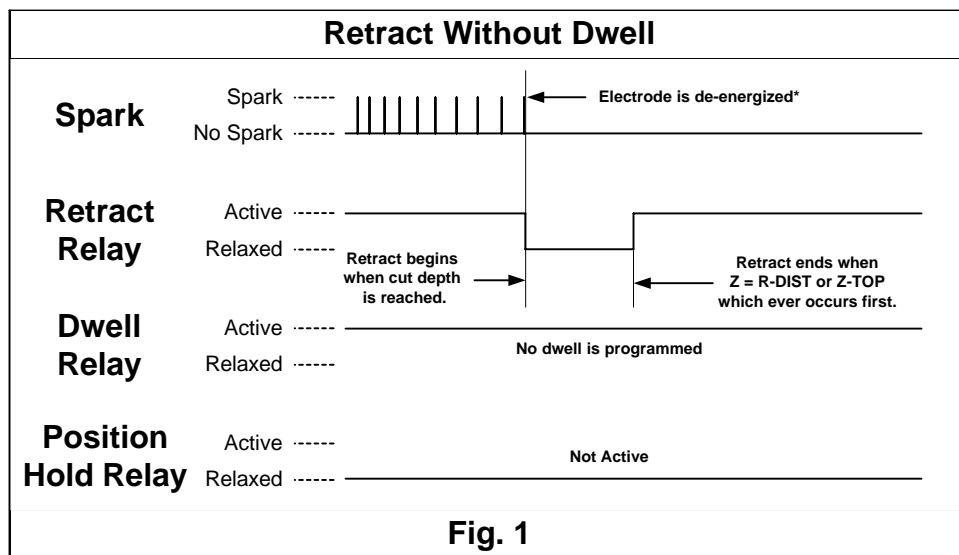 Retract Without Dwell
Spark
Spark
No Spark
Electrode is de-energized*
Retract
Relay
Active
Relaxed
Retract begins
when cut depth
is reached.
Retract ends when
Z = R-DIST or Z-TOP
which ever occurs first.
Dwell
Relay
Active
Relaxed
No dwell is programmed
Position
Hold Relay
Active
Relaxed
Not Active
Fig. 1